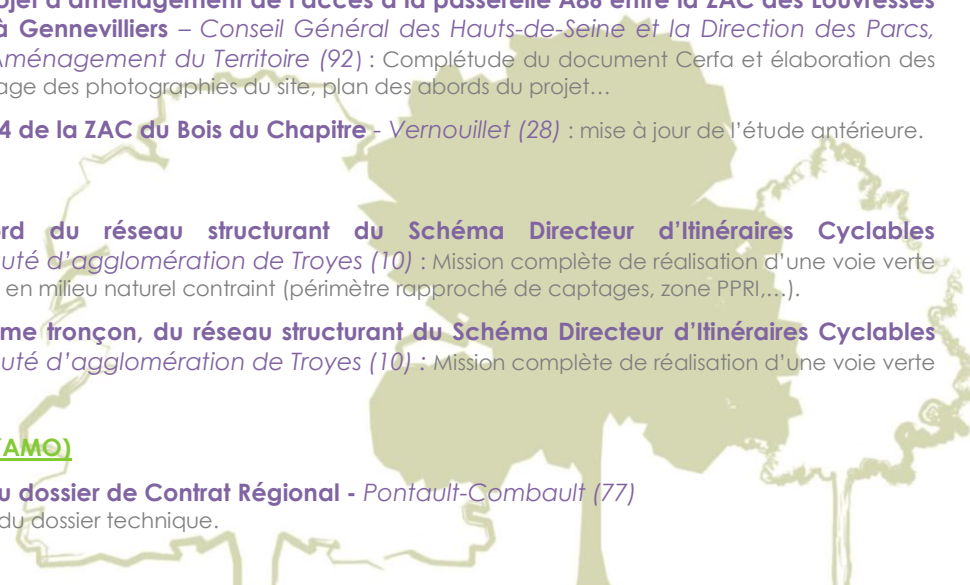 ojet d'aménagement de l'accès à la passerelle A86 entre la ZAC des Louvresses
à Gennevilliers – Conseil Général des Hauts-de-Seine et la Direction des Parcs,
Aménagement du Territoire (92) : Complétude du document Cerfa et élaboration des
age des photographies du site, plan des abords du projet…
4 de la ZAC du Bois du Chapitre - Vernouillet (28) : mise à jour de l'étude antérieure.
rd du réseau structurant du Schéma Directeur d'Itinéraires Cyclables
uté d'agglomération de Troyes (10) : Mission complète de réalisation d'une voie verte
en milieu naturel contraint (périmètre rapproché de captages, zone PPRI,…).
me tronçon, du réseau structurant du Schéma Directeur d'Itinéraires Cyclables
uté d'agglomération de Troyes (10) : Mission complète de réalisation d'une voie verte
(AMO)
u dossier de Contrat Régional - Pontault-Combault (77)
du dossier technique.